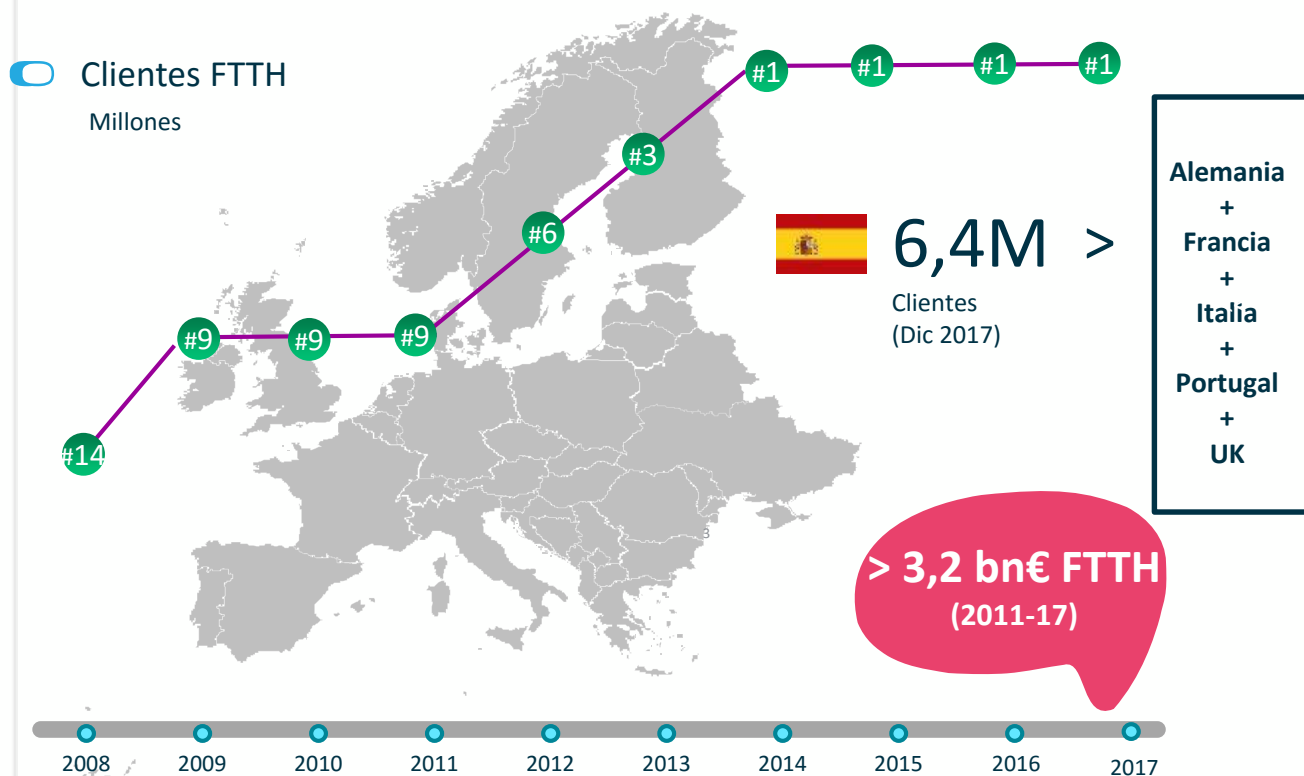 Clientes FTTH
Millones
#14
#9
#9
#9
#6
#3
#1
#1
#1
#1
6,4M >
Clientes
(Dic 2017)
Alemania
+
Francia
+
Italia
+
Portugal
+
UK
3
> 3,2 bn€ FTTH
(2011-17)
2008 2009 2010 2011 2012 2013 2014 2015 2016 2017